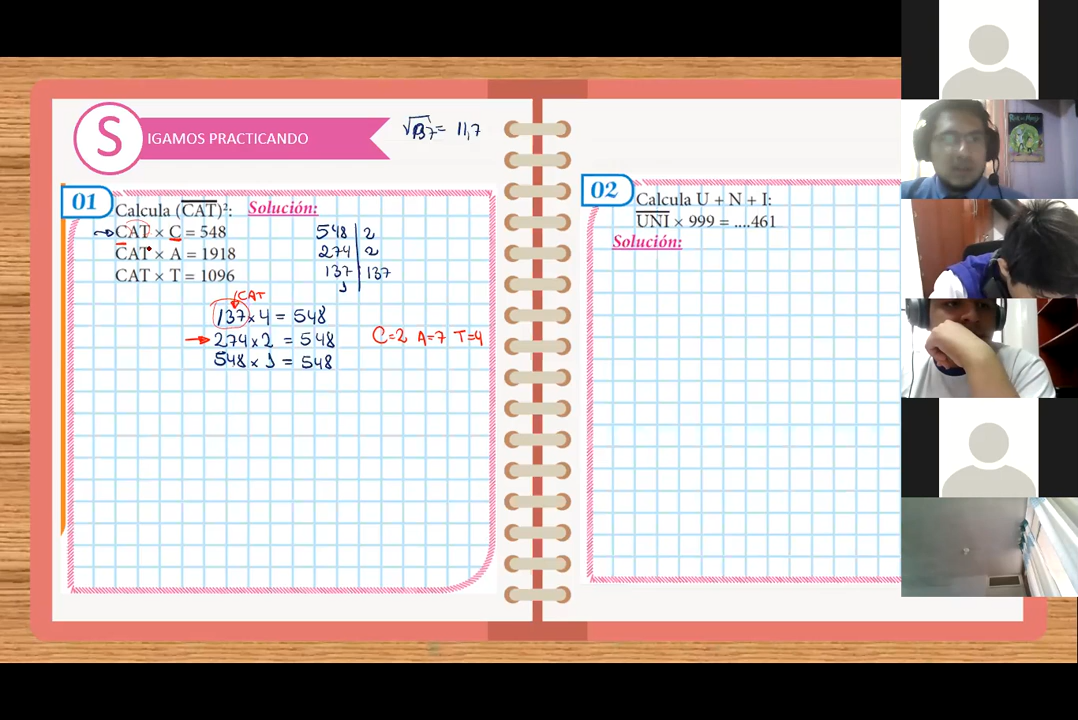 S IGAMOS PRACTICANDO
√137 = 11,7
01
Calcula (CAT)²: Solución:
CAT × C = 548
CAT × A = 1918
CAT × T = 1096
548 | 2
274 | 2
137 | 137
1
CAT
137 × 4 = 548
274 × 2 = 548
548 × 1 = 548
C=2 A=7 T=4
02
Calcula U + N + I:
UNI × 999 = ....461
Solución: